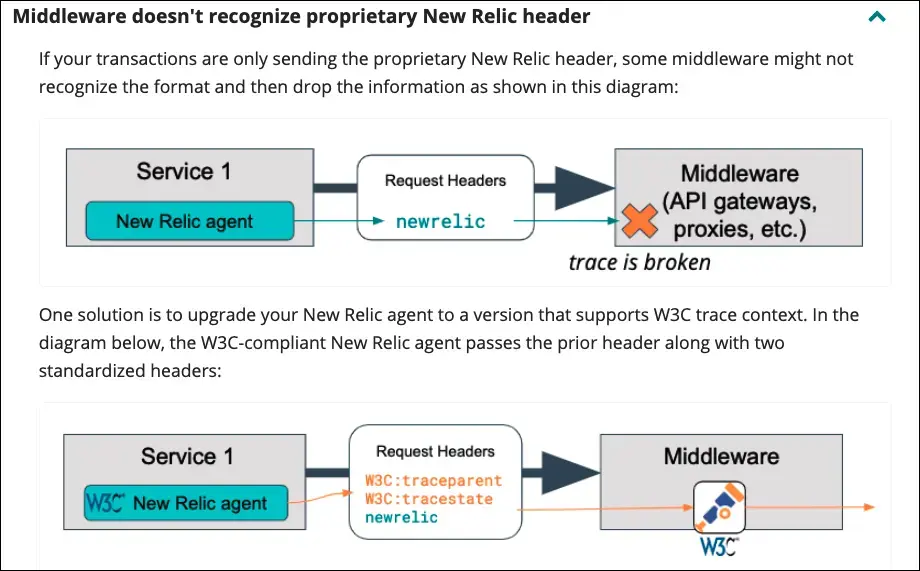 Middleware doesn't recognize proprietary New Relic header
If your transactions are only sending the proprietary New Relic header, some middleware might not
recognize the format and then drop the information as shown in this diagram:
Service 1
New Relic agent
Request Headers
newrelic
Middleware
(API gateways,
proxies, etc.)
trace is broken
One solution is to upgrade your New Relic agent to a version that supports W3C trace context. In the
diagram below, the W3C-compliant New Relic agent passes the prior header along with two
standardized headers:
Service 1
W3C New Relic agent
Request Headers
W3C:traceparent
W3C:tracestate
newrelic
Middleware
W3C